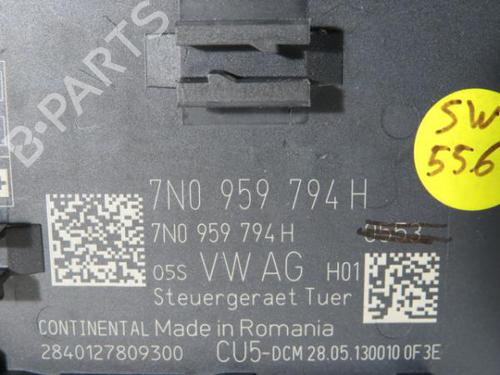 B-PARTS
SW
556
7N0 959 794 H
7N0 959 794 H 0553
05S VW AG H01
Steuergeraet Tuer
CONTINENTAL Made in Romania
2840127809300 CU5-DCM 28.05.130010 0F3E